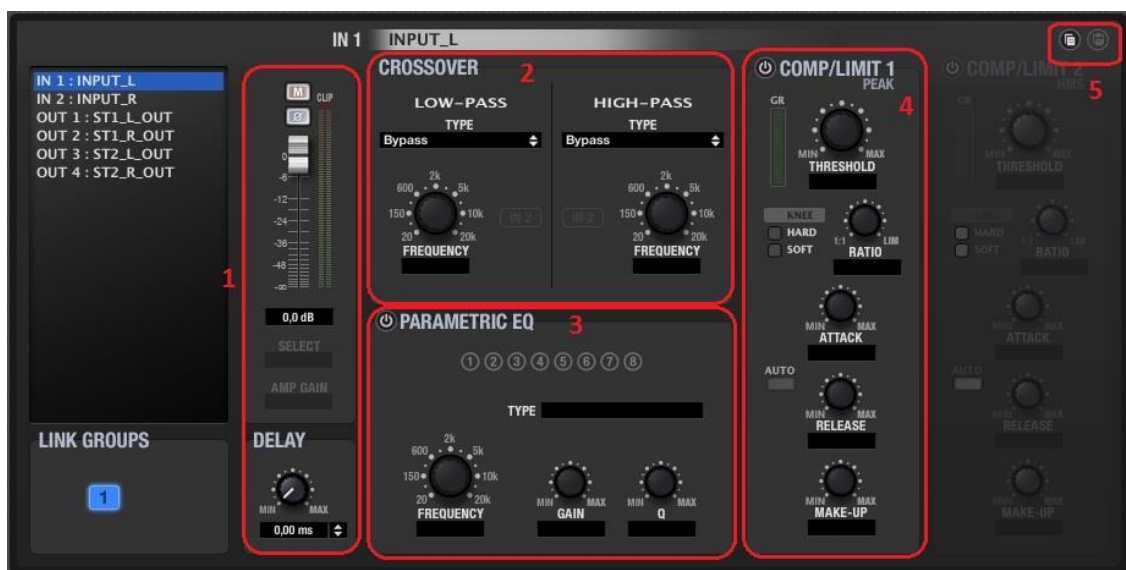 IN 1 INPUT_L
IN 1 : INPUT_L
IN 2 : INPUT_R
OUT 1 : ST1_L_OUT
OUT 2 : ST1_R_OUT
OUT 3 : ST2_L_OUT
OUT 4 : ST2_R_OUT
LINK GROUPS
1
M CLIP
Ø
0
-6
-12
-24
-36
-48
-∞
1
0,0 dB
SELECT
AMP GAIN
DELAY
MIN MAX
0,00 ms
CROSSOVER 2
LOW-PASS
TYPE
Bypass
2k
600 5k
150 10k
20 20k
FREQUENCY
IN 2
HIGH-PASS
TYPE
Bypass
2k
600 5k
150 10k
20 20k
FREQUENCY
IN 2
PARAMETRIC EQ 3
1 2 3 4 5 6 7 8
TYPE
2k
600 5k
150 10k
20 20k
FREQUENCY
MIN MAX
GAIN
MIN MAX
Q
COMP/LIMIT 1
PEAK
4
GR
MIN MAX
THRESHOLD
KNEE
HARD
SOFT
1:1 LIM
RATIO
MIN MAX
ATTACK
AUTO
MIN MAX
RELEASE
MIN MAX
MAKE-UP
5
COMP/LIMIT 2
RMS
GR
MIN MAX
THRESHOLD
KNEE
HARD
SOFT
1:1 LIM
RATIO
MIN MAX
ATTACK
AUTO
MIN MAX
RELEASE
MIN MAX
MAKE-UP